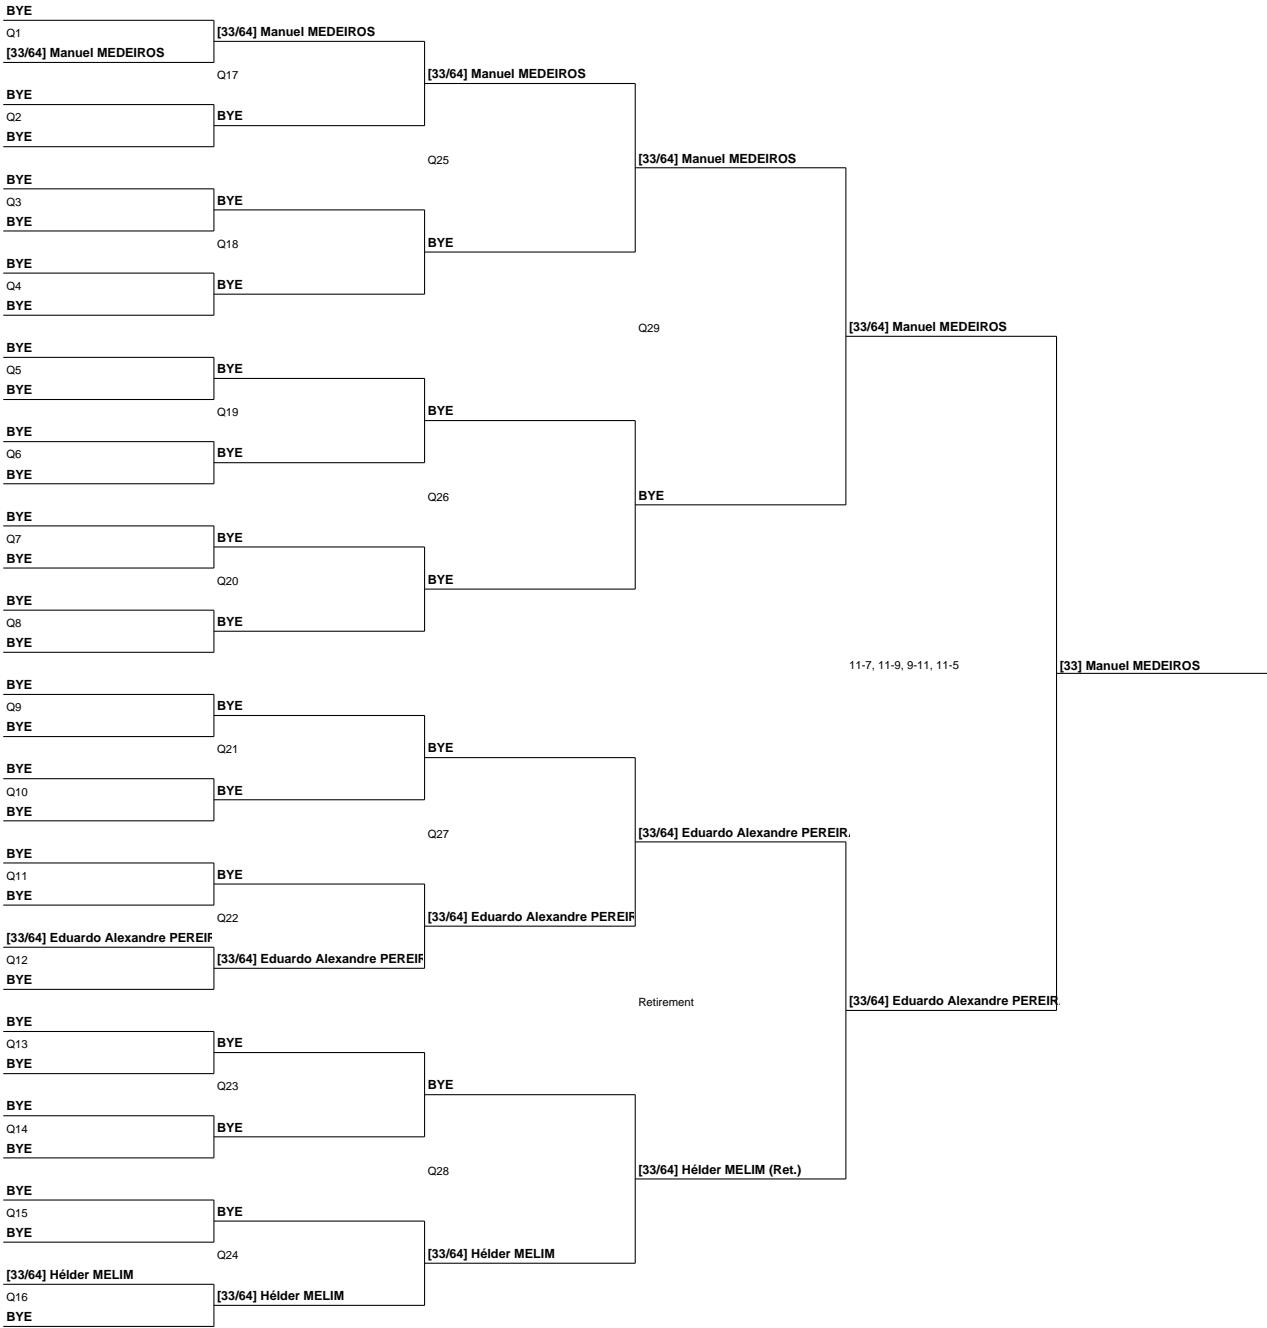 BYE
Q1
[33/64] Manuel MEDEIROS
BYE
Q2
BYE
BYE
Q3
BYE
BYE
Q4
BYE
BYE
Q5
BYE
BYE
Q6
BYE
BYE
Q7
BYE
BYE
Q8
BYE
BYE
Q9
BYE
BYE
Q10
BYE
BYE
Q11
BYE
[33/64] Eduardo Alexandre PEREIR
Q12
BYE
BYE
Q13
BYE
BYE
Q14
BYE
BYE
Q15
BYE
[33/64] Hélder MELIM
Q16
BYE
[33/64] Manuel MEDEIROS
Q17
BYE
BYE
Q18
BYE
BYE
Q19
BYE
BYE
Q20
BYE
BYE
Q21
BYE
BYE
Q22
[33/64] Eduardo Alexandre PEREIR
BYE
Q23
BYE
BYE
Q24
[33/64] Hélder MELIM
[33/64] Manuel MEDEIROS
Q25
BYE
BYE
Q26
BYE
BYE
Q27
[33/64] Eduardo Alexandre PEREIR
BYE
Q28
[33/64] Hélder MELIM
[33/64] Manuel MEDEIROS
Q29
BYE
[33/64] Eduardo Alexandre PEREIR
Retirement
[33/64] Hélder MELIM (Ret.)
[33/64] Manuel MEDEIROS
11-7, 11-9, 9-11, 11-5
[33/64] Eduardo Alexandre PEREIR
[33] Manuel MEDEIROS